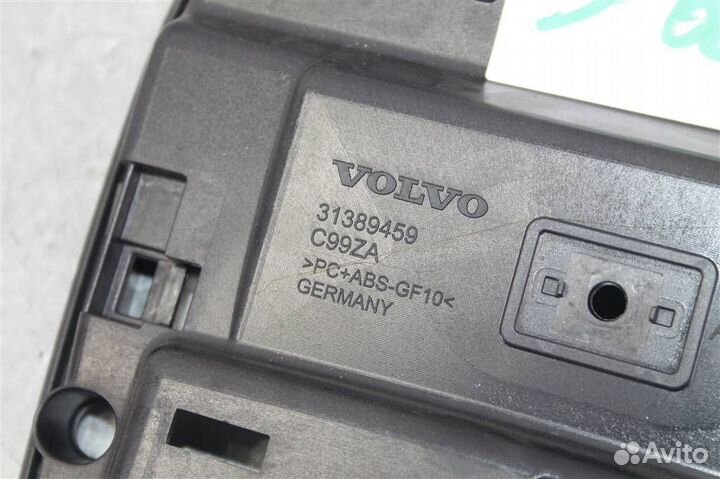 VOLVO
31389459
C99ZA
>PC+ABS-GF10<
GERMANY
Avito